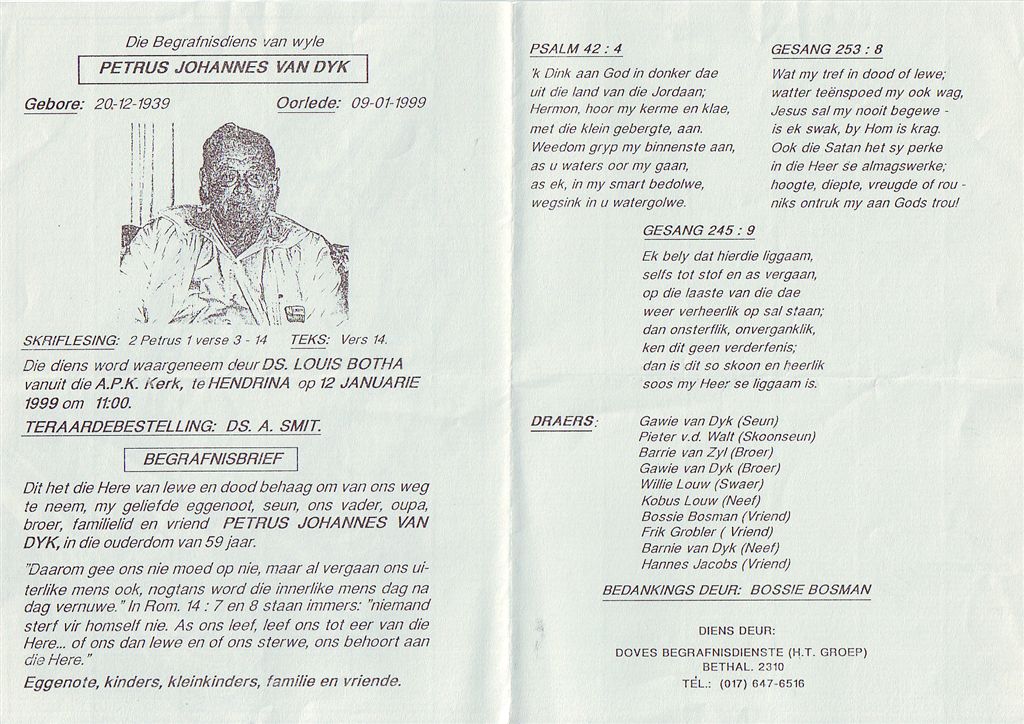 Die Begrafnisdiens van wyle
PETRUS JOHANNES VAN DYK
Gebore: 20-12-1939 Oorlede: 09-01-1999
SKRIFLESING: 2 Petrus 1 verse 3 - 14 TEKS: Vers 14.
Die diens word waargeneem deur DS. LOUIS BOTHA
vanuit die A.P.K. Kerk, te HENDRINA op 12 JANUARIE
1999 om 11:00.
TERAARDEBESTELLING: DS. A. SMIT.
BEGRAFNISBRIEF
Dit het die Here van lewe en dood behaag om van ons weg
te neem, my geliefde eggenoot, seun, ons vader, oupa,
broer, familielid en vriend PETRUS JOHANNES VAN
DYK, in die ouderdom van 59 jaar.
"Daarom gee ons nie moed op nie, maar al vergaan ons ui-
terlike mens ook, nogtans word die innerlike mens dag na
dag vernuwe." In Rom. 14 : 7 en 8 staan immers: "niemand
sterf vir homself nie. As ons leef, leef ons tot eer van die
Here... of ons dan lewe en of ons sterwe, ons behoort aan
die Here."
Eggenote, kinders, kleinkinders, familie en vriende.
PSALM 42 : 4
'k Dink aan God in donker dae
uit die land van die Jordaan;
Hermon, hoor my kerme en klae,
met die klein gebergte, aan.
Weedom gryp my binnenste aan,
as u waters oor my gaan,
as ek, in my smart bedolwe,
wegsink in u watergolwe.
GESANG 253 : 8
Wat my tref in dood of lewe;
watter teënspoed my ook wag,
Jesus sal my nooit begewe -
is ek swak, by Hom is krag.
Ook die Satan het sy perke
in die Heer se almagswerke;
hoogte, diepte, vreugde of rou -
niks ontruk my aan Gods trou!
GESANG 245 : 9
Ek bely dat hierdie liggaam,
selfs tot stof en as vergaan,
op die laaste van die dae
weer verheerlik op sal staan;
dan onsterflik, onverganklik,
ken dit geen verderfenis;
dan is dit so skoon en heerlik
soos my Heer se liggaam is.
DRAERS: Gawie van Dyk (Seun)
Pieter v.d. Walt (Skoonseun)
Barrie van Zyl (Broer)
Gawie van Dyk (Broer)
Willie Louw (Swaer)
Kobus Louw (Neef)
Bossie Bosman (Vriend)
Frik Grobler ( Vriend)
Barnie van Dyk (Neef)
Hannes Jacobs (Vriend)
BEDANKINGS DEUR: BOSSIE BOSMAN
DIENS DEUR:
DOVES BEGRAFNISDIENSTE (H.T. GROEP)
BETHAL. 2310
TEL.: (017) 647-6516